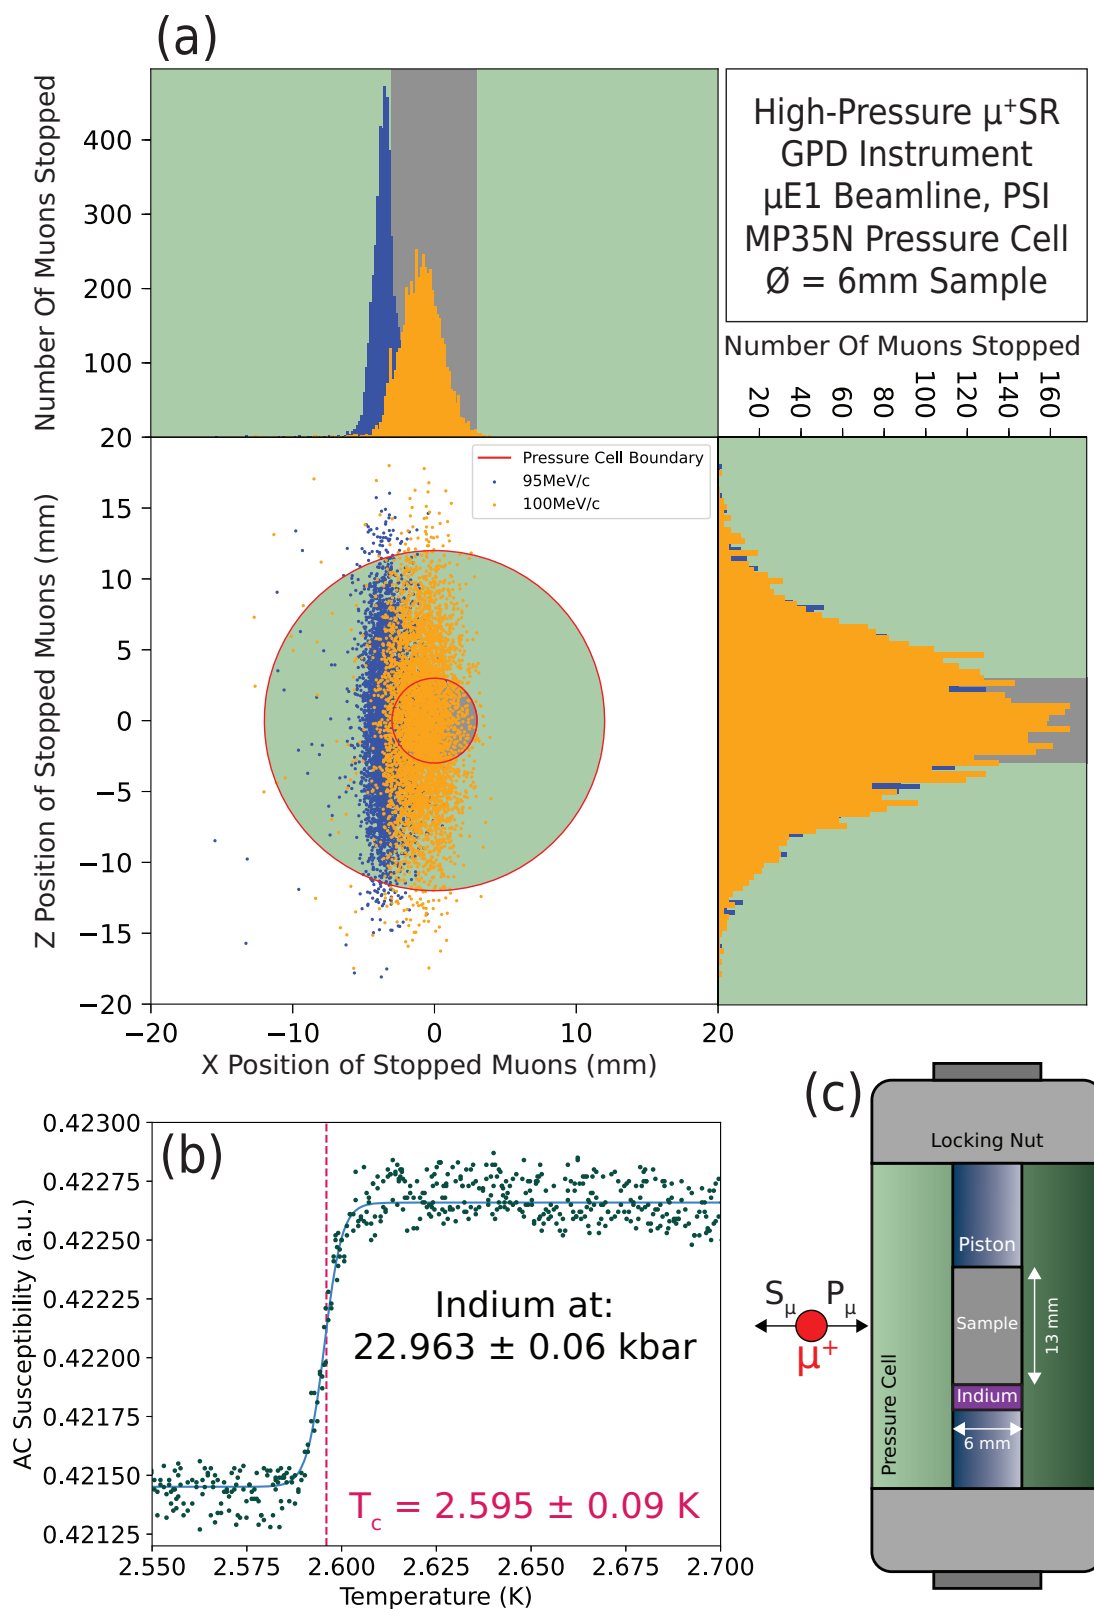 (a)
Number Of Muons Stopped
400
300
200
100
20
High-Pressure μ⁺SR
GPD Instrument
μE1 Beamline, PSI
MP35N Pressure Cell
Ø = 6mm Sample
Number Of Muons Stopped
20
40
60
80
100
120
140
160
Pressure Cell Boundary
95MeV/c
100MeV/c
Z Position of Stopped Muons (mm)
15
10
5
0
−5
−10
−15
−20
−20
−10
0
10
20
X Position of Stopped Muons (mm)
(b)
AC Susceptibility (a.u.)
0.42300
0.42275
0.42250
0.42225
0.42200
0.42175
0.42150
0.42125
Indium at:
22.963 ± 0.06 kbar
T_c = 2.595 ± 0.09 K
2.550
2.575
2.600
2.625
2.650
2.675
2.700
Temperature (K)
(c)
Locking Nut
Piston
Sample
13 mm
Indium
6 mm
Pressure Cell
S_μ
P_μ
μ⁺